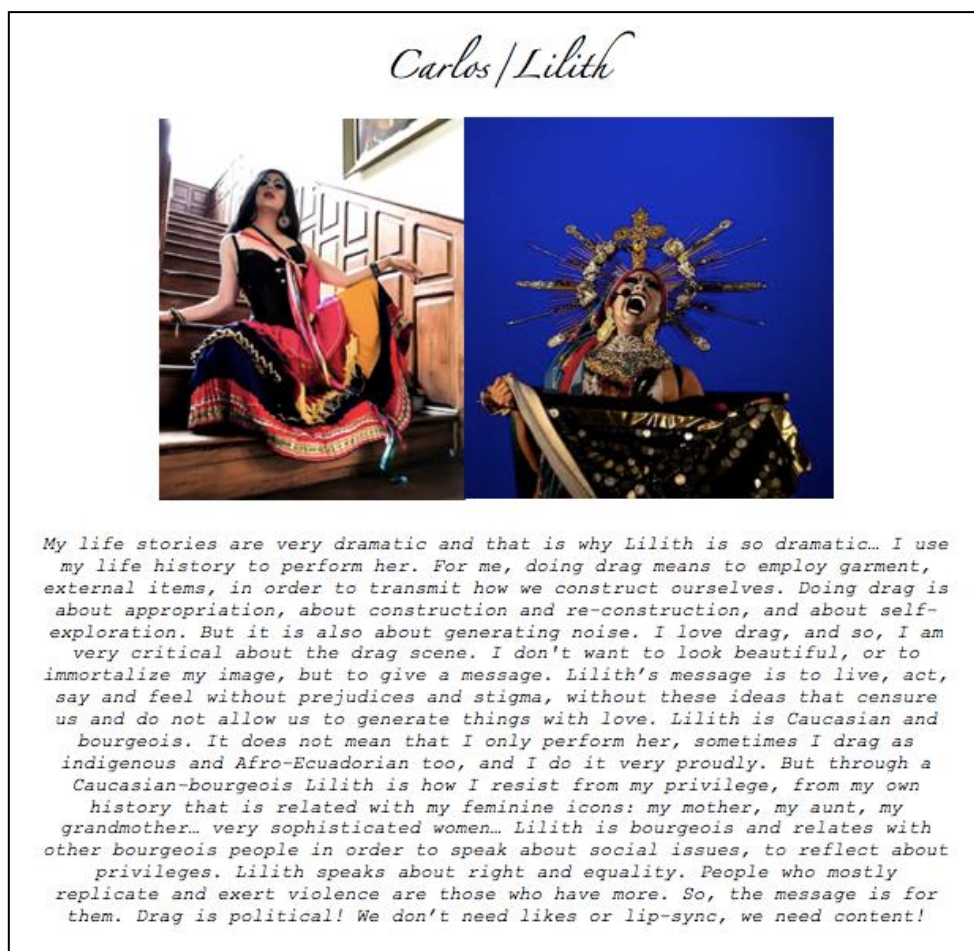 Carlos/Lilith
My life stories are very dramatic and that is why Lilith is so dramatic… I use
my life history to perform her. For me, doing drag means to employ garment,
external items, in order to transmit how we construct ourselves. Doing drag is
about appropriation, about construction and re-construction, and about self-
exploration. But it is also about generating noise. I love drag, and so, I am
very critical about the drag scene. I don't want to look beautiful, or to
immortalize my image, but to give a message. Lilith’s message is to live, act,
say and feel without prejudices and stigma, without these ideas that censure
us and do not allow us to generate things with love. Lilith is Caucasian and
bourgeois. It does not mean that I only perform her, sometimes I drag as
indigenous and Afro-Ecuadorian too, and I do it very proudly. But through a
Caucasian-bourgeois Lilith is how I resist from my privilege, from my own
history that is related with my feminine icons: my mother, my aunt, my
grandmother… very sophisticated women… Lilith is bourgeois and relates with
other bourgeois people in order to speak about social issues, to reflect about
privileges. Lilith speaks about right and equality. People who mostly
replicate and exert violence are those who have more. So, the message is for
them. Drag is political! We don’t need likes or lip-sync, we need content!